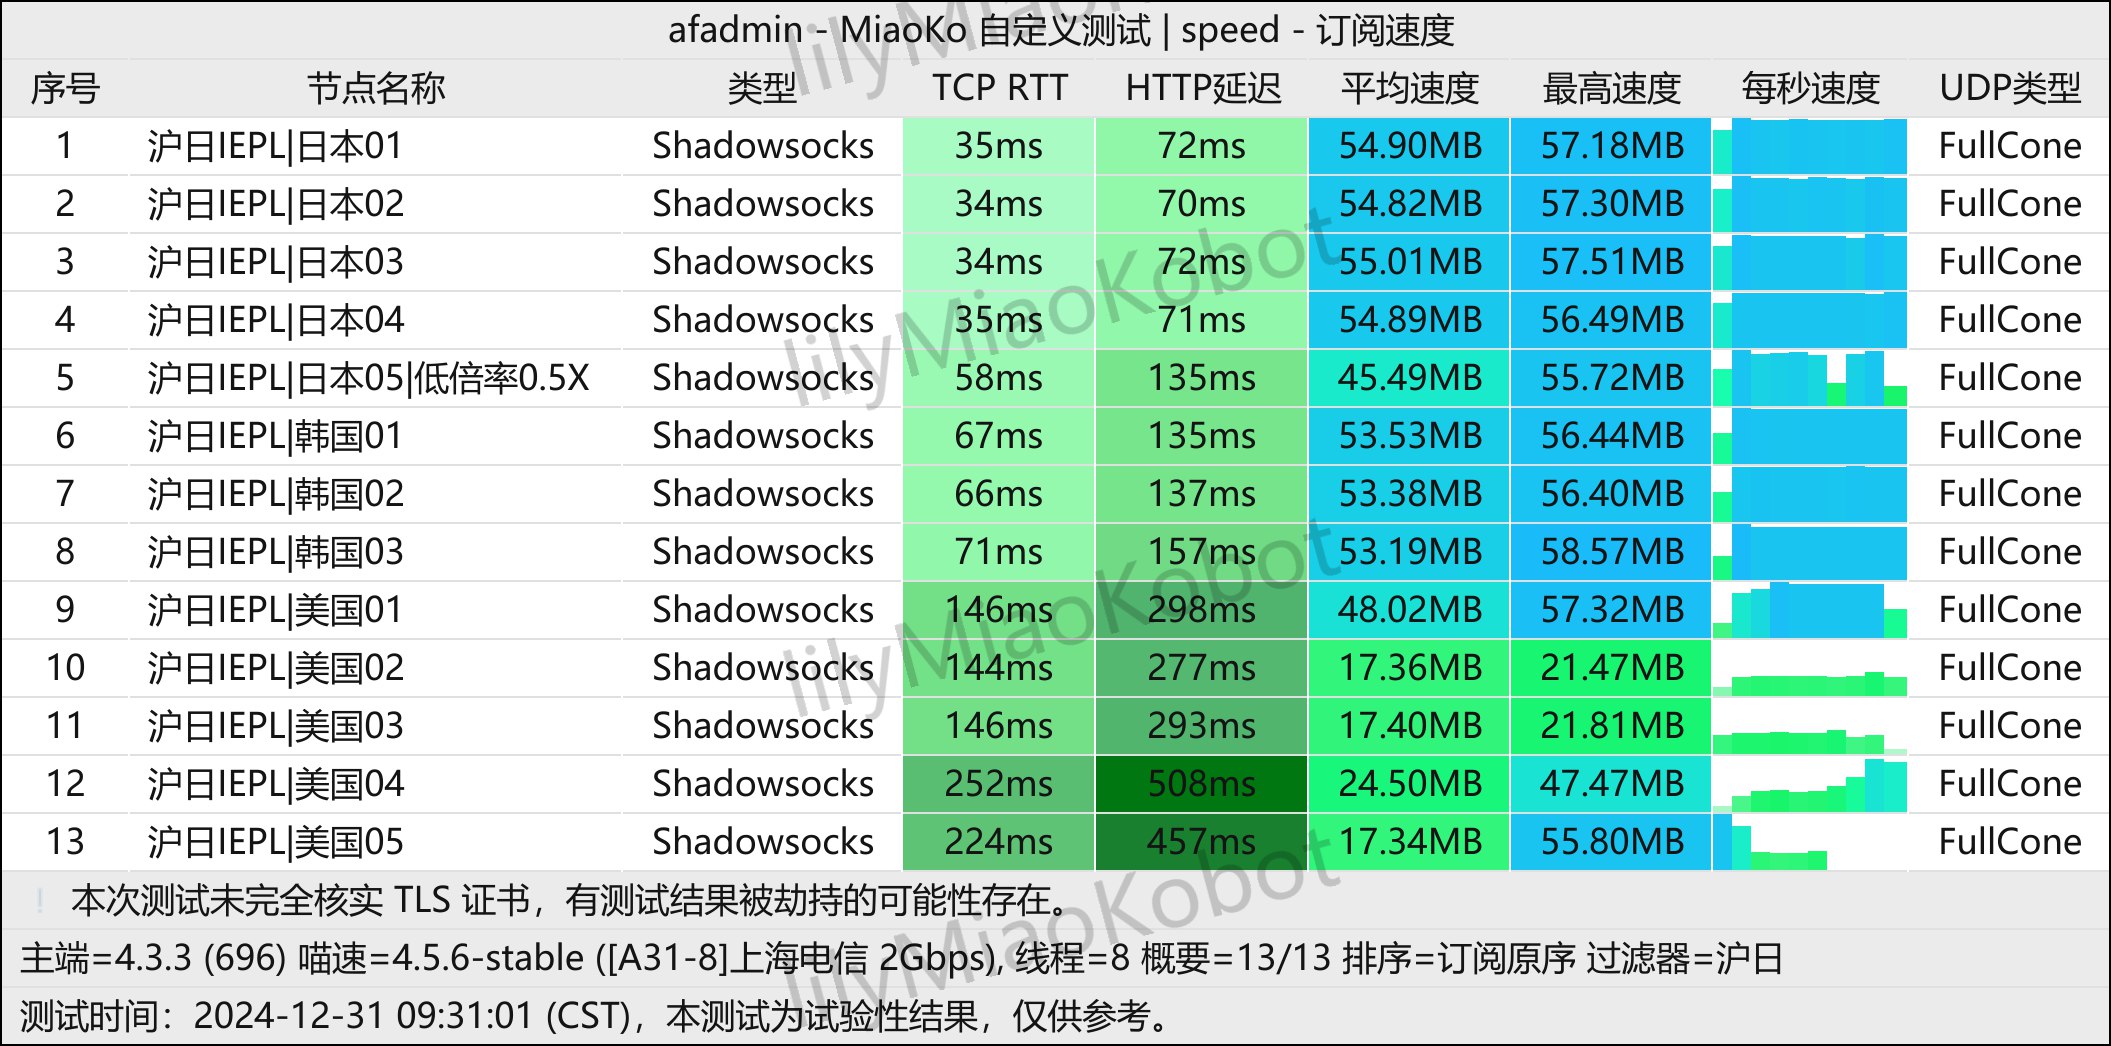 afadmin - MiaoKo 自定义测试 | speed - 订阅速度
序号 节点名称 类型 TCP RTT HTTP延迟 平均速度 最高速度 每秒速度 UDP类型
1 沪日IEPL|日本01 Shadowsocks 35ms 72ms 54.90MB 57.18MB FullCone
2 沪日IEPL|日本02 Shadowsocks 34ms 70ms 54.82MB 57.30MB FullCone
3 沪日IEPL|日本03 Shadowsocks 34ms 72ms 55.01MB 57.51MB FullCone
4 沪日IEPL|日本04 Shadowsocks 35ms 71ms 54.89MB 56.49MB FullCone
5 沪日IEPL|日本05|低倍率0.5X Shadowsocks 58ms 135ms 45.49MB 55.72MB FullCone
6 沪日IEPL|韩国01 Shadowsocks 67ms 135ms 53.53MB 56.44MB FullCone
7 沪日IEPL|韩国02 Shadowsocks 66ms 137ms 53.38MB 56.40MB FullCone
8 沪日IEPL|韩国03 Shadowsocks 71ms 157ms 53.19MB 58.57MB FullCone
9 沪日IEPL|美国01 Shadowsocks 146ms 298ms 48.02MB 57.32MB FullCone
10 沪日IEPL|美国02 Shadowsocks 144ms 277ms 17.36MB 21.47MB FullCone
11 沪日IEPL|美国03 Shadowsocks 146ms 293ms 17.40MB 21.81MB FullCone
12 沪日IEPL|美国04 Shadowsocks 252ms 508ms 24.50MB 47.47MB FullCone
13 沪日IEPL|美国05 Shadowsocks 224ms 457ms 17.34MB 55.80MB FullCone
! 本次测试未完全核实 TLS 证书，有测试结果被劫持的可能性存在。
主端=4.3.3 (696) 喵速=4.5.6-stable ([A31-8]上海电信 2Gbps), 线程=8 概要=13/13 排序=订阅原序 过滤器=沪日
测试时间：2024-12-31 09:31:01 (CST)，本测试为试验性结果，仅供参考。
lilyMiaoKobot
lilyMiaoKobot
lilyMiaoKobot
lilyMiaoKobot